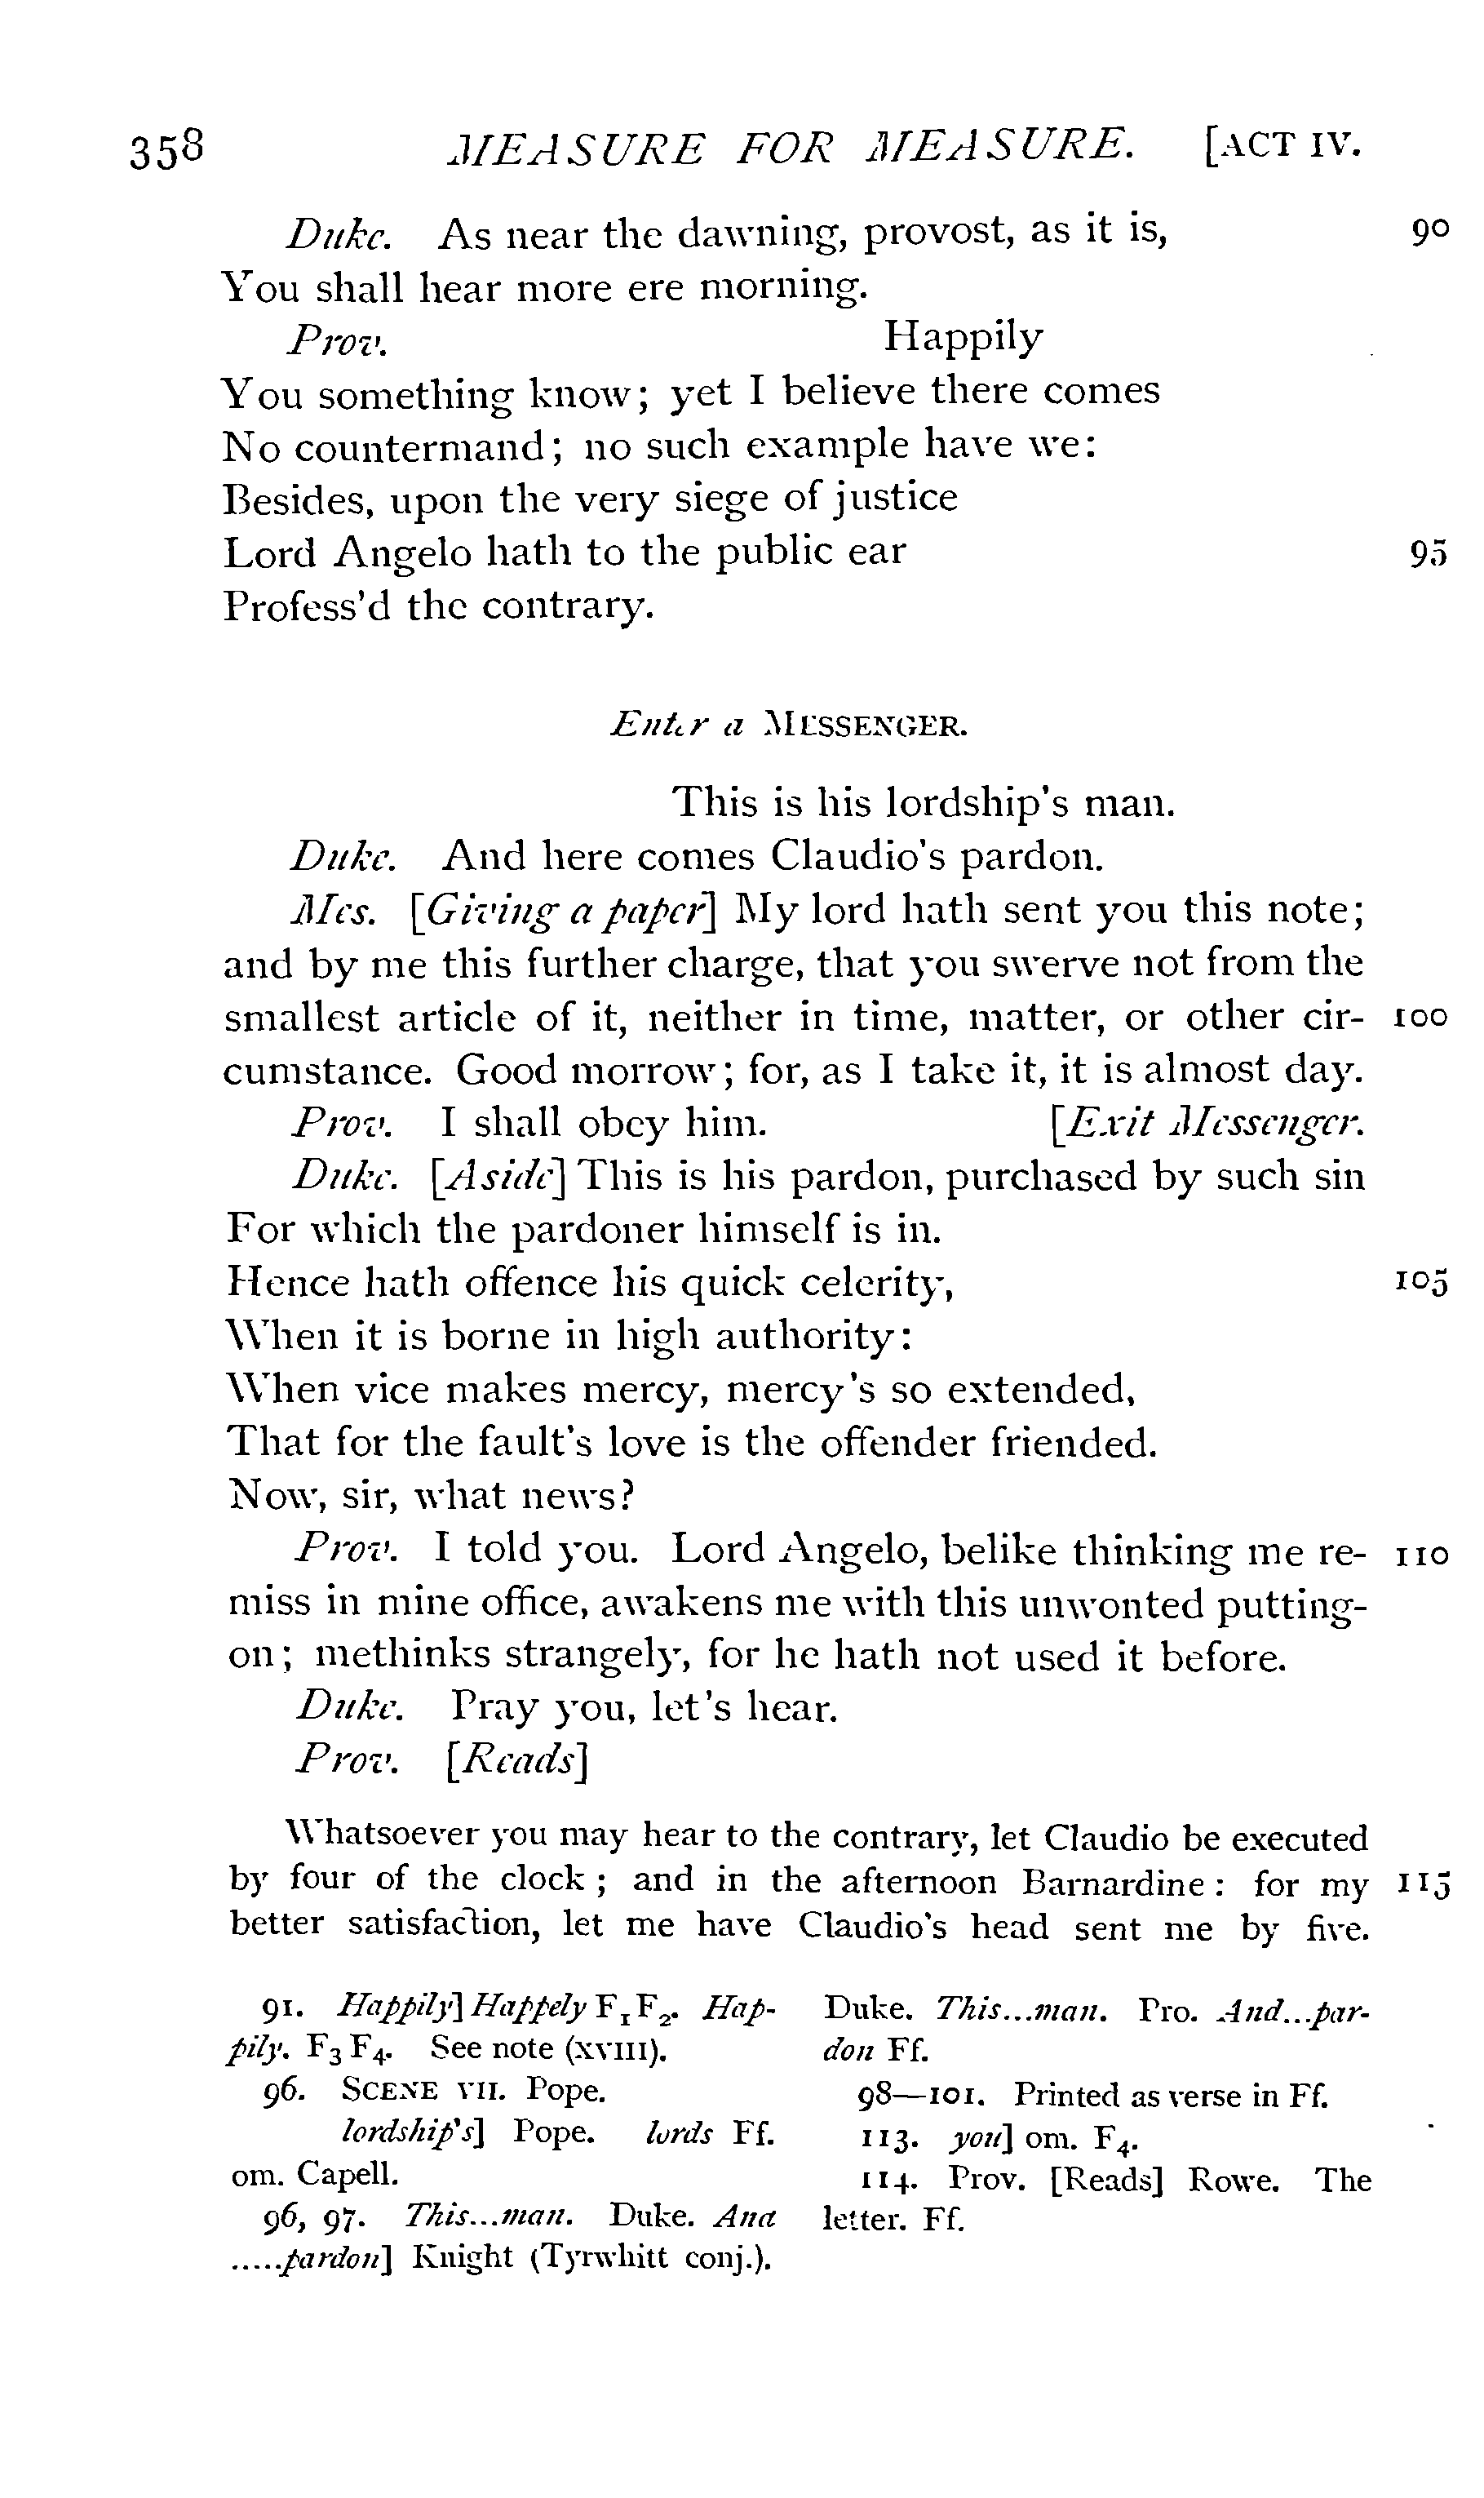 358 MEASURE FOR MEASURE. [ACT IV.
Duke. As near the dawning, provost, as it is, 90
You shall hear more ere morning.
Prov. Happily
You something know; yet I believe there comes
No countermand; no such example have we:
Besides, upon the very siege of justice
Lord Angelo hath to the public ear 95
Profess'd the contrary.
Enter a MESSENGER.
This is his lordship's man.
Duke. And here comes Claudio's pardon.
Mes. [Giving a paper] My lord hath sent you this note;
and by me this further charge, that you swerve not from the
smallest article of it, neither in time, matter, or other cir- 100
cumstance. Good morrow; for, as I take it, it is almost day.
Prov. I shall obey him. [Exit Messenger.
Duke. [Aside] This is his pardon, purchased by such sin
For which the pardoner himself is in.
Hence hath offence his quick celerity, 105
When it is borne in high authority:
When vice makes mercy, mercy's so extended,
That for the fault's love is the offender friended.
Now, sir, what news?
Prov. I told you. Lord Angelo, belike thinking me re- 110
miss in mine office, awakens me with this unwonted putting-
on; methinks strangely, for he hath not used it before.
Duke. Pray you, let's hear.
Prov. [Reads]
Whatsoever you may hear to the contrary, let Claudio be executed
by four of the clock; and in the afternoon Barnardine: for my 115
better satisfaction, let me have Claudio's head sent me by five.
91. Happily] Happely F1F2. Hap-
pily. F3F4. See note (XVIII).
96. SCENE VII. Pope.
lordship's] Pope. lords Ff.
om. Capell.
96, 97. This...man. Duke. And
.....pardon] Knight (Tyrwhitt conj.).
Duke. This...man. Pro. And...par-
don Ff.
98—101. Printed as verse in Ff.
113. you] om. F4.
114. Prov. [Reads] Rowe. The
letter. Ff.